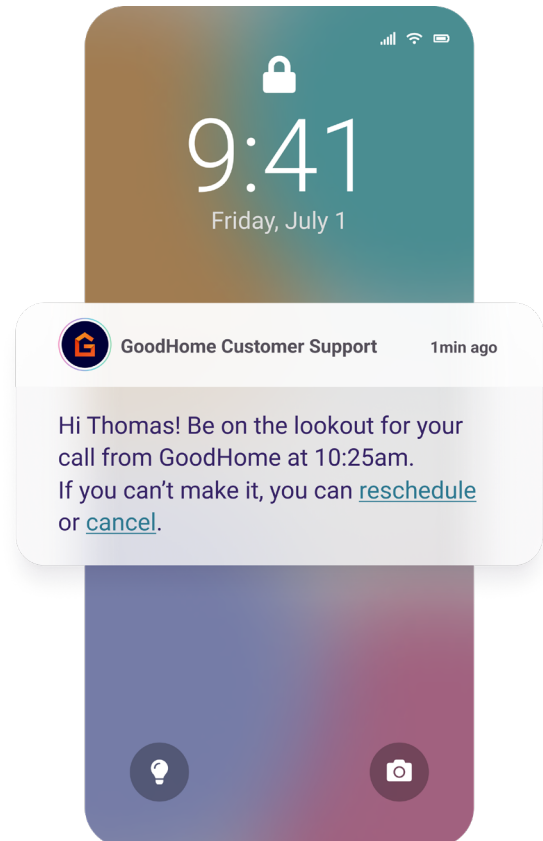 9:41
Friday, July 1
GoodHome Customer Support 1min ago
Hi Thomas! Be on the lookout for your
call from GoodHome at 10:25am.
If you can’t make it, you can reschedule
or cancel.